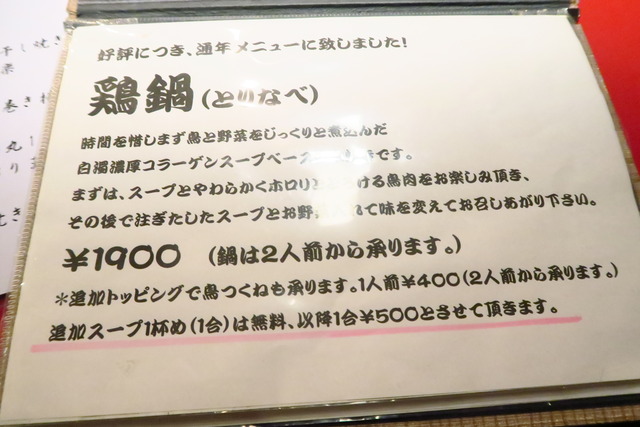 好評につき、通年メニューに致しました!
鶏鍋(とりなべ)
時間を惜しまず鳥と野菜をじっくりと煮込んだ
白濁濃厚コラーゲンスープベース です。
まずは、スープとやわらかくホロリ ける鳥肉をお楽しみ頂き、
その後で注ぎたしたスープとお野 れて味を変えてお召しあがり下さい。
¥1900 (鍋は2人前から承ります。)
*追加トッピングで鳥つくねも承ります。1人前¥400(2人前から承ります。)
追加スープ1杯め(1合)は無料、以降1合¥500とさせて頂きます。